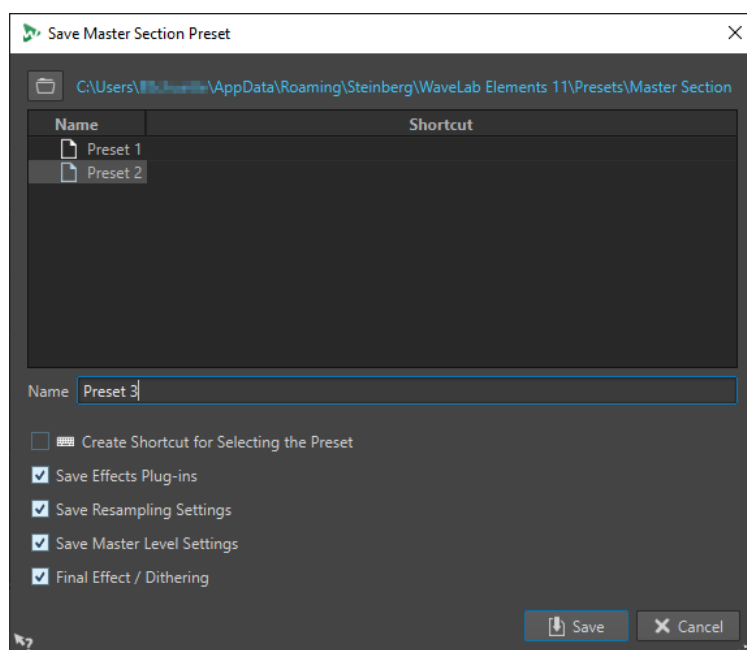 Save Master Section Preset
C:\Users\ \AppData\Roaming\Steinberg\WaveLab Elements 11\Presets\Master Section
Name Shortcut
Preset 1
Preset 2
Name Preset 3
Create Shortcut for Selecting the Preset
Save Effects Plug-ins
Save Resampling Settings
Save Master Level Settings
Final Effect / Dithering
Save Cancel